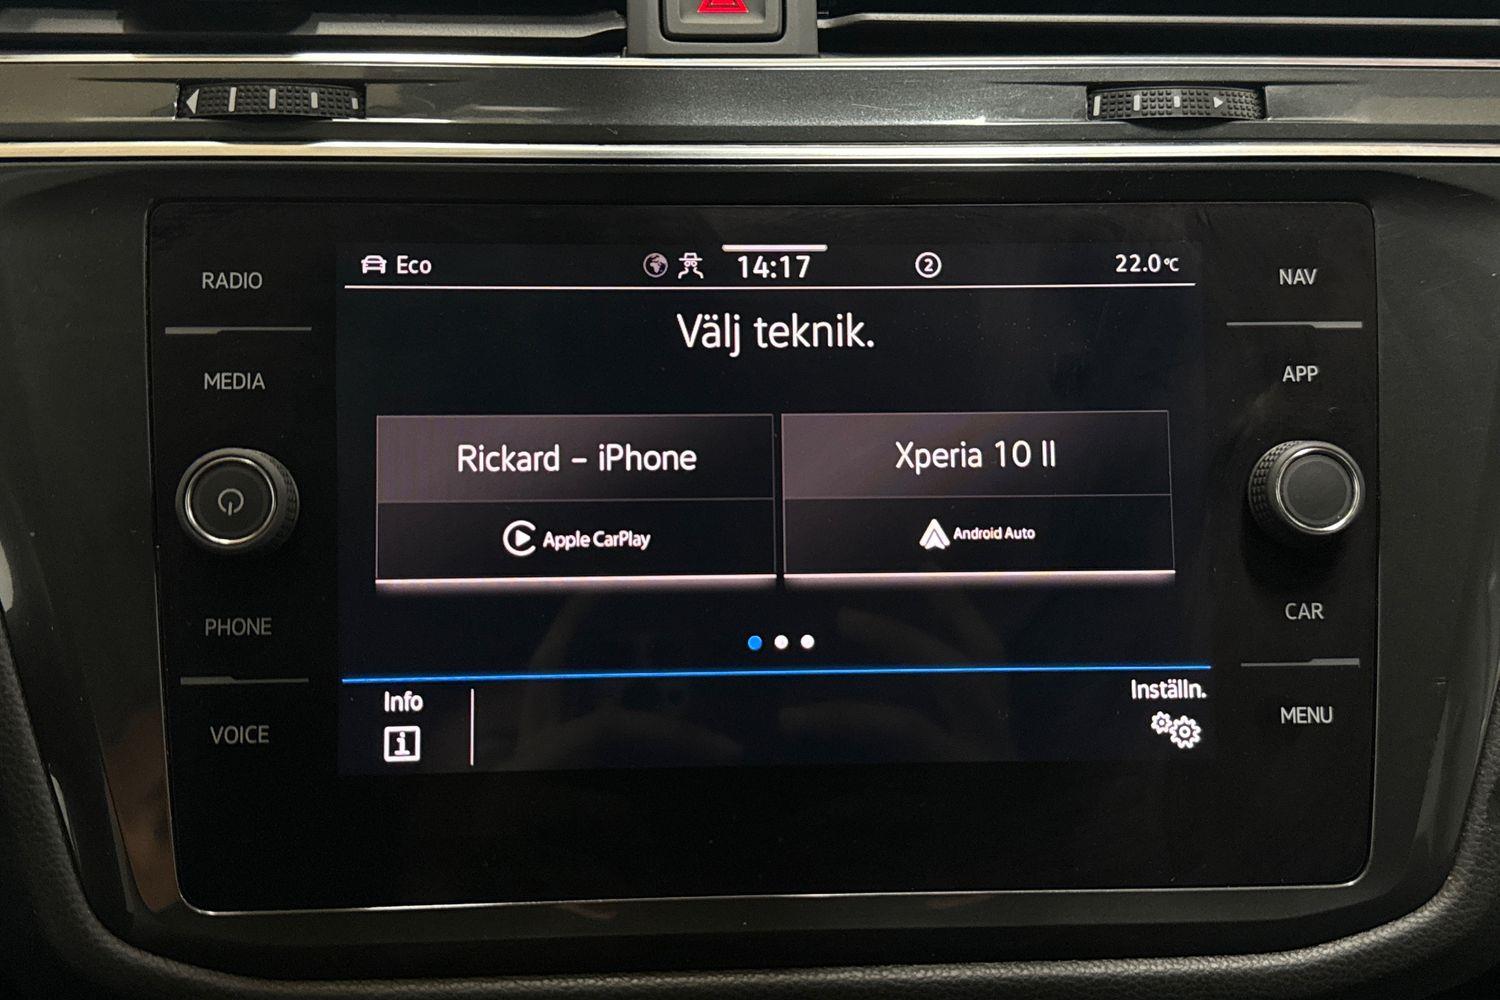 RADIO
MEDIA
PHONE
VOICE
Eco
14:17
2
22.0°C
Välj teknik.
Rickard - iPhone
Apple CarPlay
Xperia 10 II
Android Auto
Info
i
Inställn.
NAV
APP
CAR
MENU